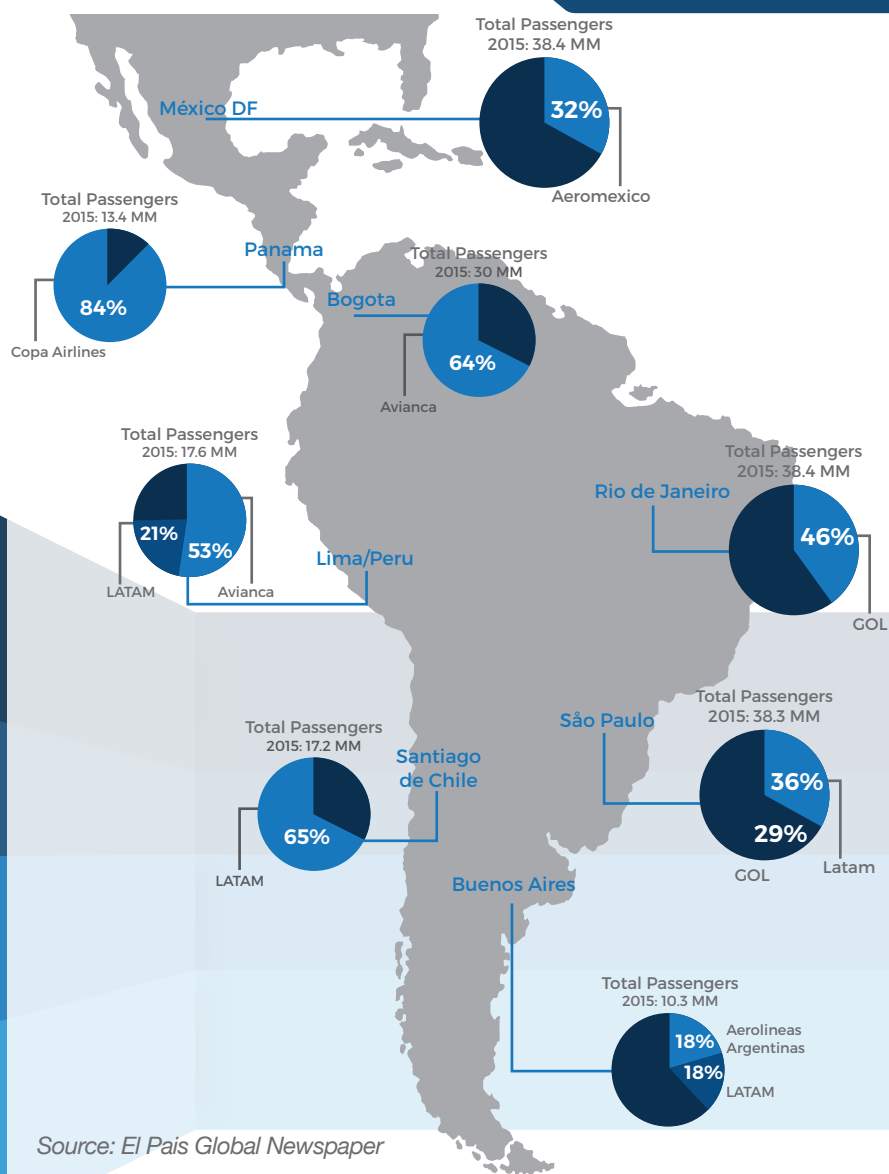 Total Passengers
2015: 38.4 MM
México DF
32%
Aeromexico
Total Passengers
2015: 13.4 MM
Panama
84%
Copa Airlines
Total Passengers
2015: 30 MM
Bogota
64%
Avianca
Total Passengers
2015: 17.6 MM
21%
53%
LATAM
Avianca
Lima/Peru
Total Passengers
2015: 38.4 MM
Rio de Janeiro
46%
GOL
Total Passengers
2015: 38.3 MM
Såo Paulo
36%
29%
GOL
Latam
Total Passengers
2015: 17.2 MM
Santiago
de Chile
65%
LATAM
Buenos Aires
Total Passengers
2015: 10.3 MM
18%
Aerolineas
Argentinas
18%
LATAM
Source: El Pais Global Newspaper